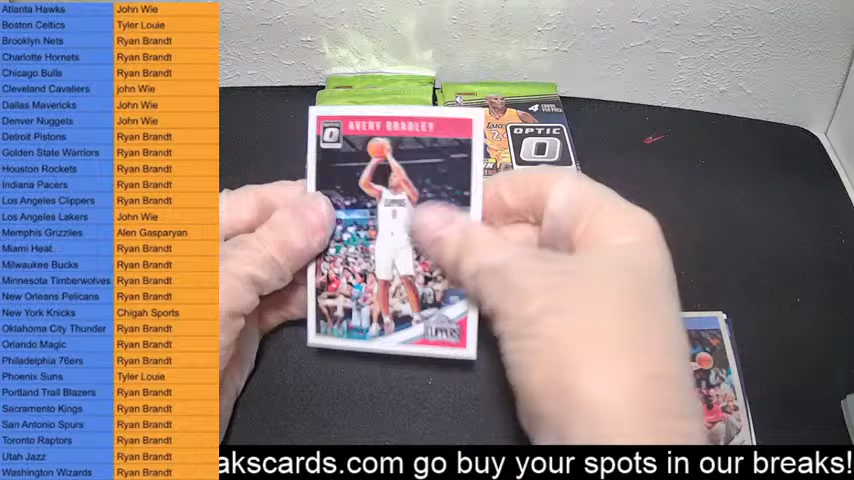 Atlanta Hawks John Wie
Boston Celtics Tyler Louie
Brooklyn Nets Ryan Brandt
Charlotte Hornets Ryan Brandt
Chicago Bulls Ryan Brandt
Cleveland Cavaliers john Wie
Dallas Mavericks John Wie
Denver Nuggets John Wie
Detroit Pistons Ryan Brandt
Golden State Warriors Ryan Brandt
Houston Rockets Ryan Brandt
Indiana Pacers Ryan Brandt
Los Angeles Clippers Ryan Brandt
Los Angeles Lakers John Wie
Memphis Grizzlies Alen Gasparyan
Miami Heat Ryan Brandt
Milwaukee Bucks Ryan Brandt
Minnesota Timberwolves Ryan Brandt
New Orleans Pelicans Ryan Brandt
New York Knicks Chigah Sports
Oklahoma City Thunder Ryan Brandt
Orlando Magic Ryan Brandt
Philadelphia 76ers Ryan Brandt
Phoenix Suns Tyler Louie
Portland Trail Blazers Ryan Brandt
Sacramento Kings Ryan Brandt
San Antonio Spurs Ryan Brandt
Toronto Raptors Ryan Brandt
Utah Jazz Ryan Brandt
Washington Wizards Ryan Brandt
AVERY BRADLEY
CLIPPERS
4 CARDS
OPTIC
akscards.com go buy your spots in our breaks!